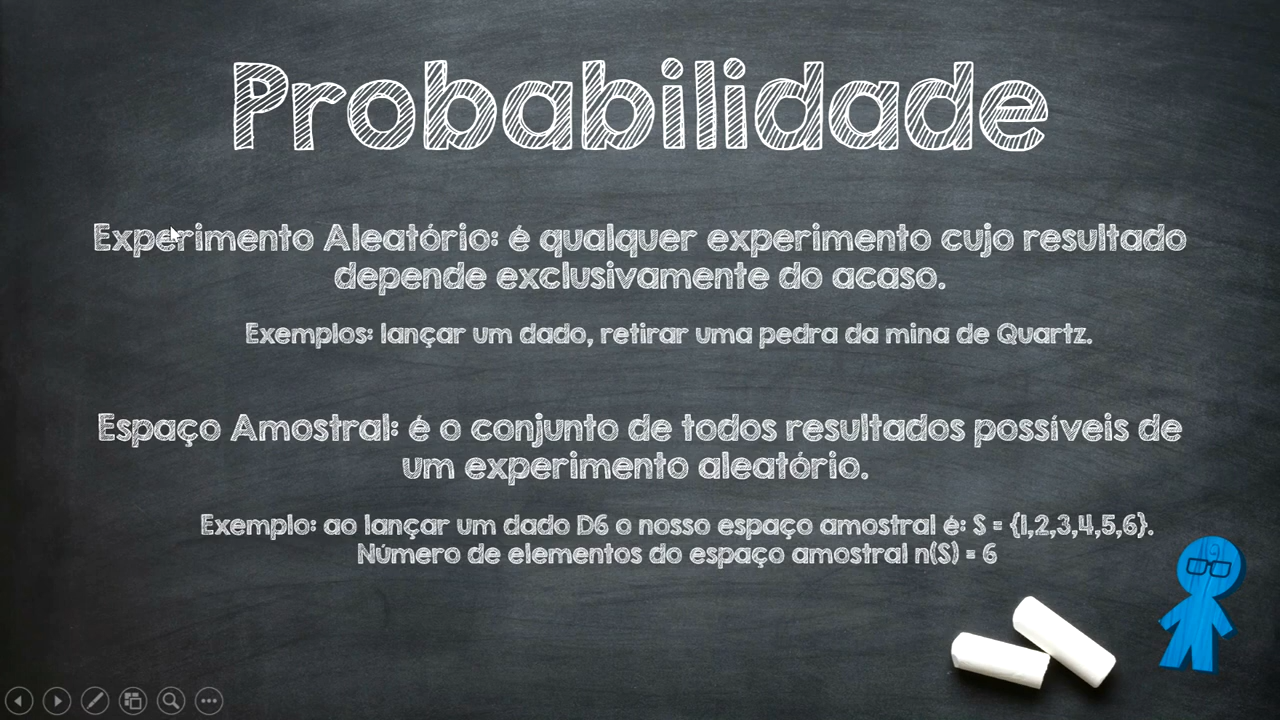 Probabilidade
Experimento Aleatório: é qualquer experimento cujo resultado
depende exclusivamente do acaso.
Exemplos: lançar um dado, retirar uma pedra da mina de Quartz.
Espaço Amostral: é o conjunto de todos resultados possíveis de
um experimento aleatório.
Exemplo: ao lançar um dado D6 o nosso espaço amostral é: S = {1,2,3,4,5,6}.
Número de elementos do espaço amostral n(S) = 6